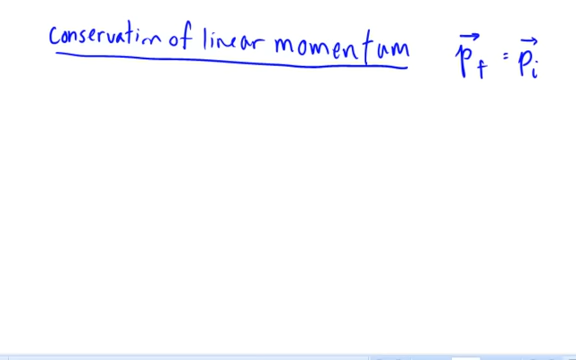 Conservation of linear momentum
p⃗f = p⃗i